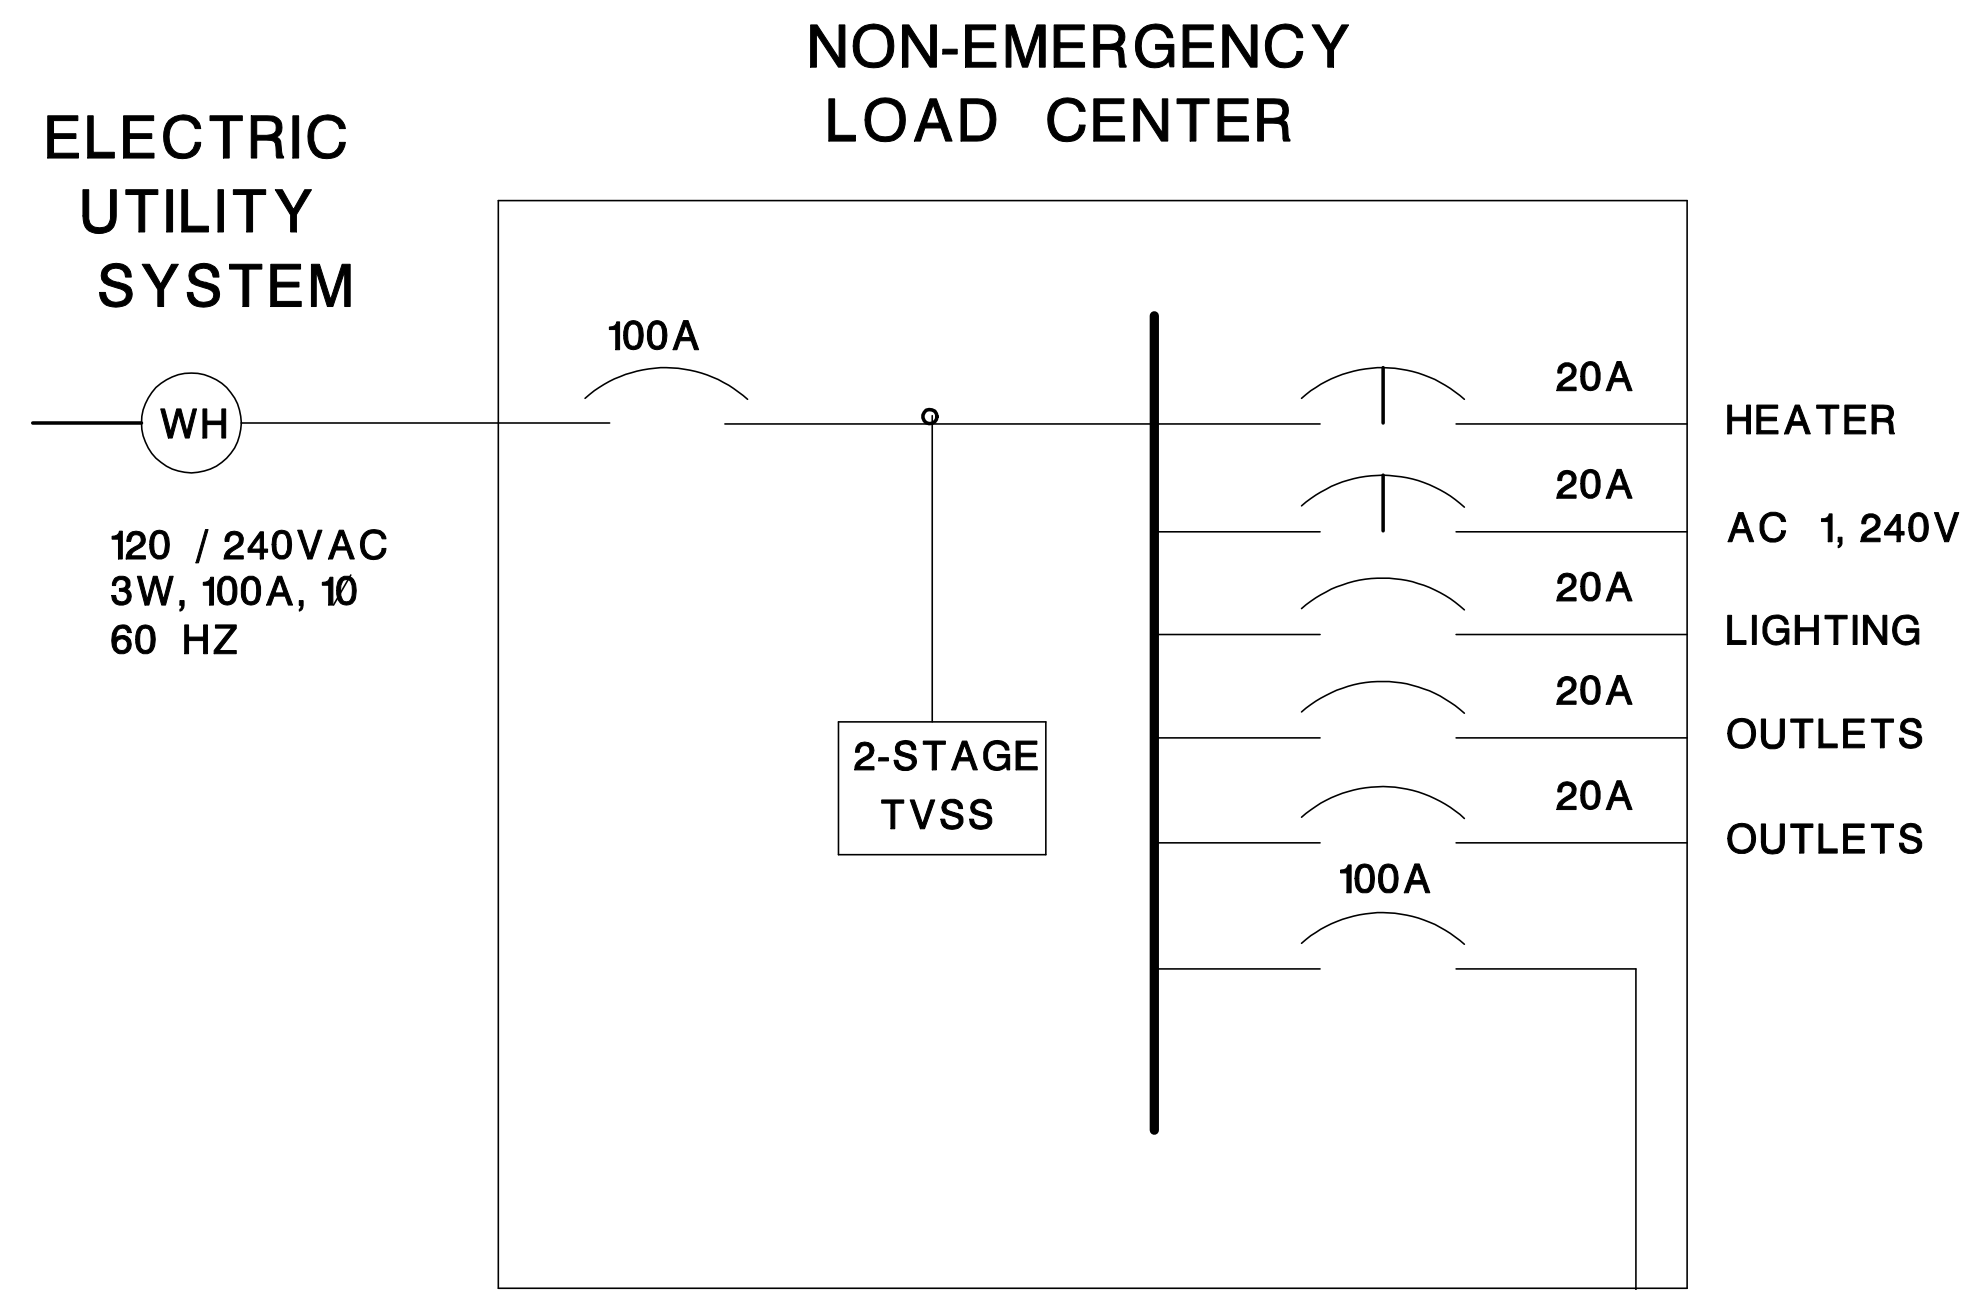 NON-EMERGENCY
LOAD CENTER
ELECTRIC
UTILITY
SYSTEM
100A
WH
120 / 240VAC
3W, 100A, 1Ø
60 HZ
2-STAGE
TVSS
20A
HEATER
20A
AC 1, 240V
20A
LIGHTING
20A
OUTLETS
20A
OUTLETS
100A